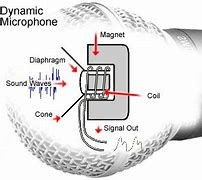 Dynamic
Microphone
Magnet
Diaphragm
Sound Waves
Coil
Cone
Signal Out